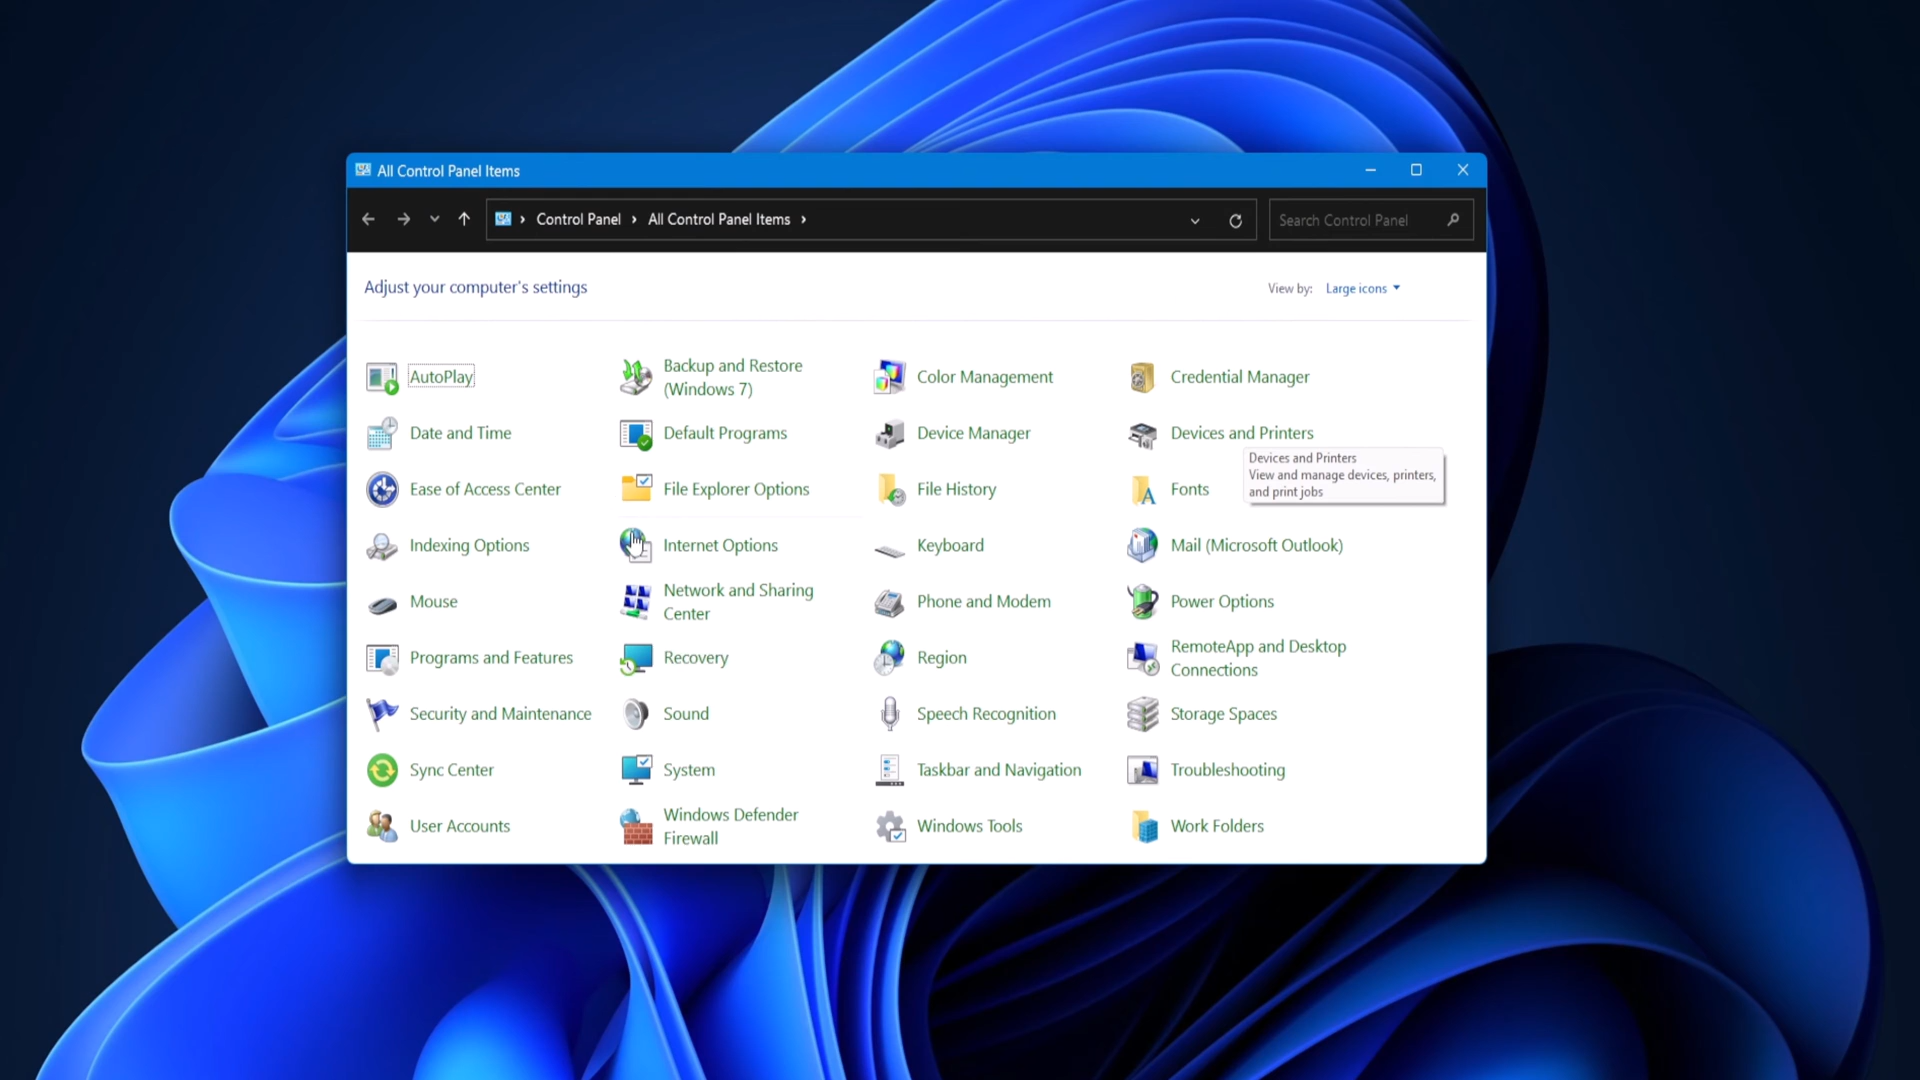 All Control Panel Items
Control Panel › All Control Panel Items ›
Search Control Panel
Adjust your computer's settings
View by: Large icons
AutoPlay
Backup and Restore
(Windows 7)
Color Management
Credential Manager
Date and Time
Default Programs
Device Manager
Devices and Printers
Devices and Printers
View and manage devices, printers,
and print jobs
Ease of Access Center
File Explorer Options
File History
Fonts
Indexing Options
Internet Options
Keyboard
Mail (Microsoft Outlook)
Mouse
Network and Sharing
Center
Phone and Modem
Power Options
Programs and Features
Recovery
Region
RemoteApp and Desktop
Connections
Security and Maintenance
Sound
Speech Recognition
Storage Spaces
Sync Center
System
Taskbar and Navigation
Troubleshooting
User Accounts
Windows Defender
Firewall
Windows Tools
Work Folders